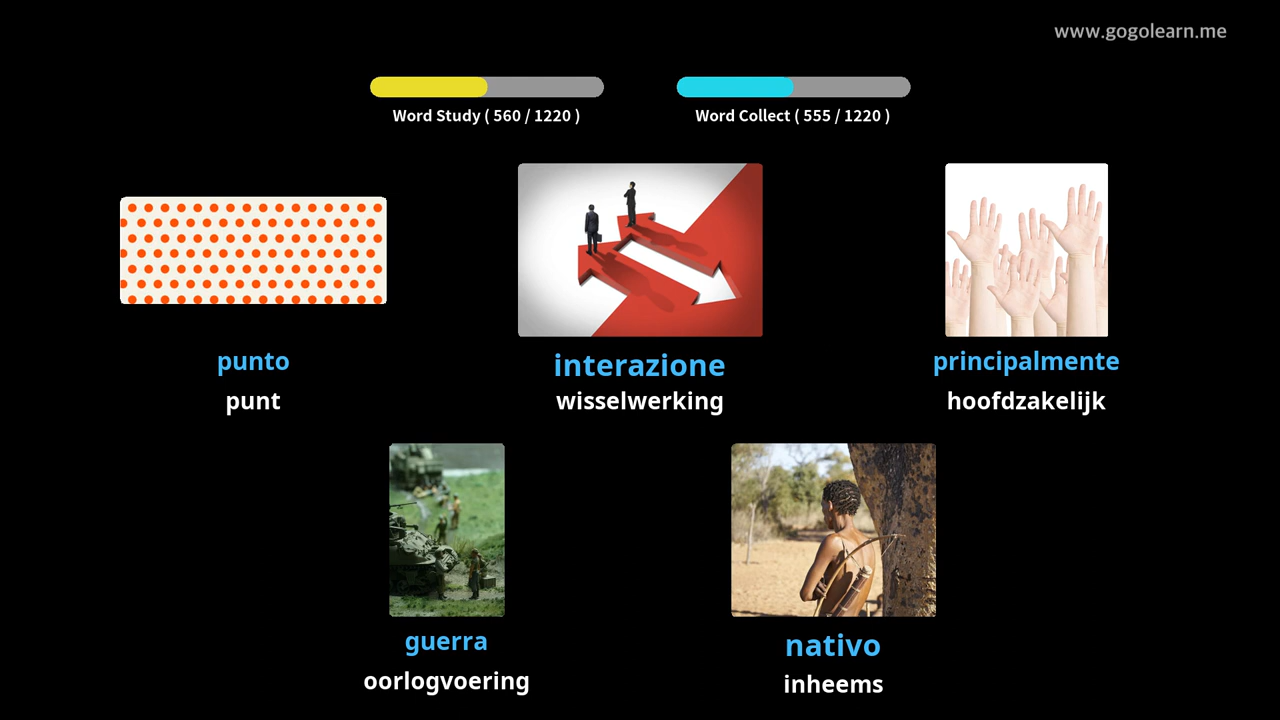 www.gogolearn.me
Word Study ( 560 / 1220 )
Word Collect ( 555 / 1220 )
punto
punt
interazione
wisselwerking
principalmente
hoofdzakelijk
guerra
oorlogvoering
nativo
inheems